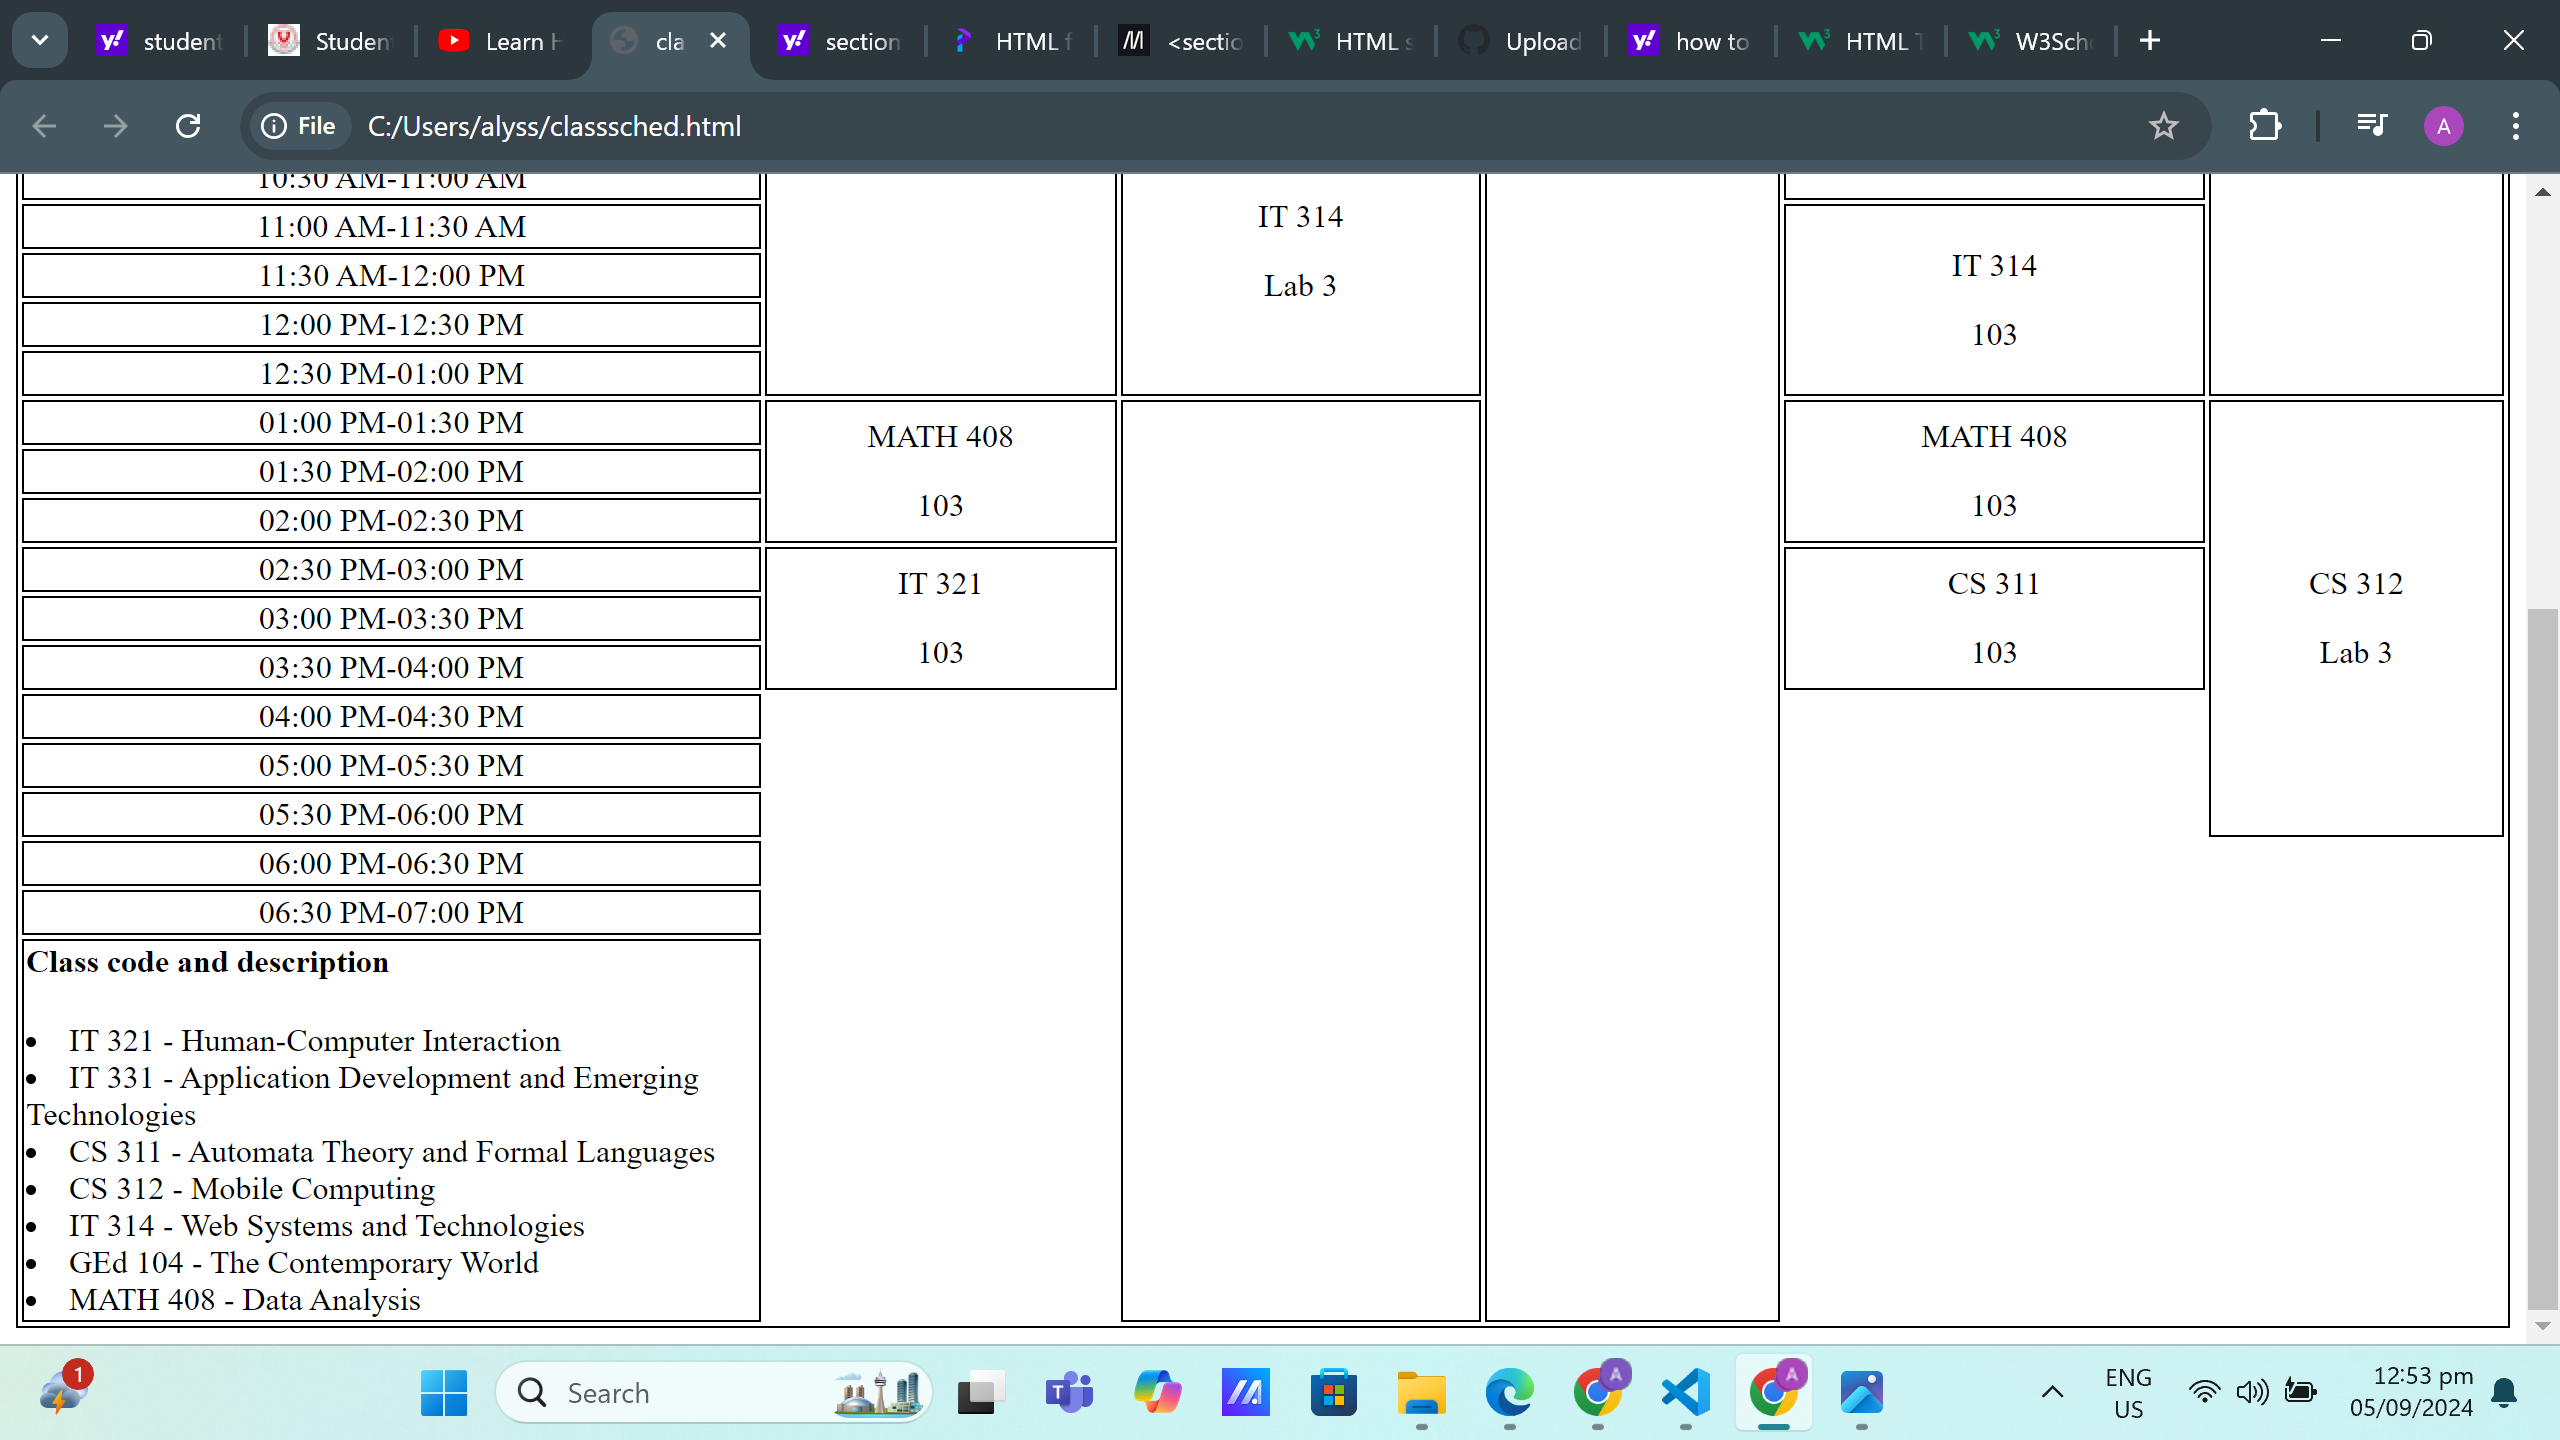 student
Studen
Learn H
cla
section
HTML f
<sectio
HTML s
Upload
how to
HTML T
W3Sch
File
C:/Users/alyss/classsched.html
A
10:30 AM-11:00 AM
11:00 AM-11:30 AM
11:30 AM-12:00 PM
12:00 PM-12:30 PM
12:30 PM-01:00 PM
01:00 PM-01:30 PM
01:30 PM-02:00 PM
02:00 PM-02:30 PM
02:30 PM-03:00 PM
03:00 PM-03:30 PM
03:30 PM-04:00 PM
04:00 PM-04:30 PM
05:00 PM-05:30 PM
05:30 PM-06:00 PM
06:00 PM-06:30 PM
06:30 PM-07:00 PM
MATH 408
103
IT 321
103
IT 314
Lab 3
IT 314
103
MATH 408
103
CS 311
103
CS 312
Lab 3
Class code and description
IT 321 - Human-Computer Interaction
IT 331 - Application Development and Emerging
Technologies
CS 311 - Automata Theory and Formal Languages
CS 312 - Mobile Computing
IT 314 - Web Systems and Technologies
GEd 104 - The Contemporary World
MATH 408 - Data Analysis
1
Search
A
A
ENG
US
12:53 pm
05/09/2024